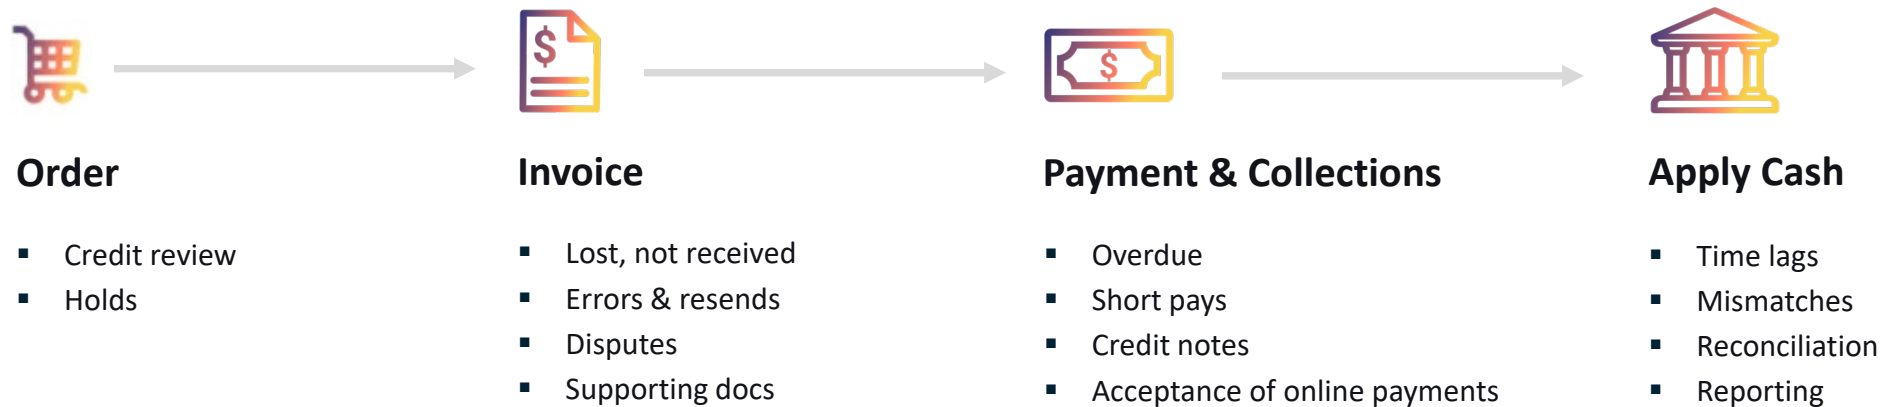 $
$
Order
Credit review
Holds
Invoice
Lost, not received
Errors & resends
Disputes
Supporting docs
Payment & Collections
Overdue
Short pays
Credit notes
Acceptance of online payments
Apply Cash
Time lags
Mismatches
Reconciliation
Reporting